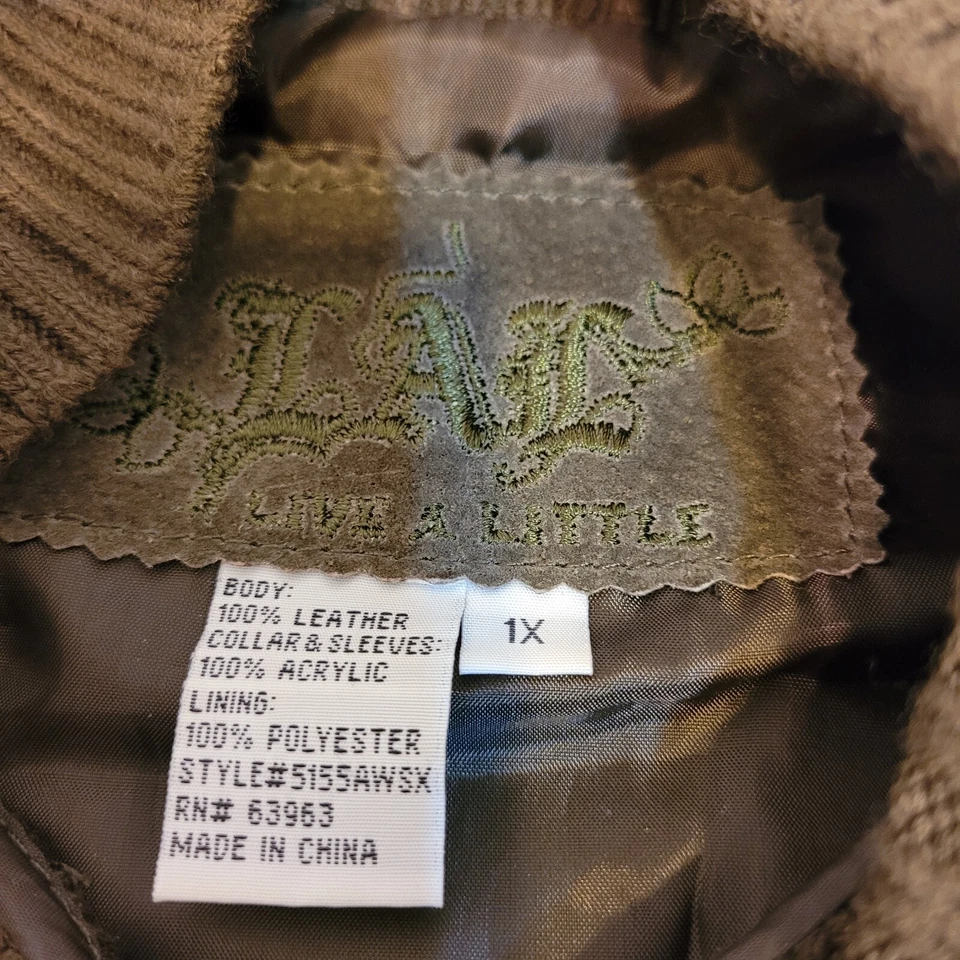 LAL
LIVE A LITTLE
BODY:
100% LEATHER
COLLAR & SLEEVES:
100% ACRYLIC
LINING:
100% POLYESTER
STYLE#5155AWSX
RN# 63963
MADE IN CHINA
1X